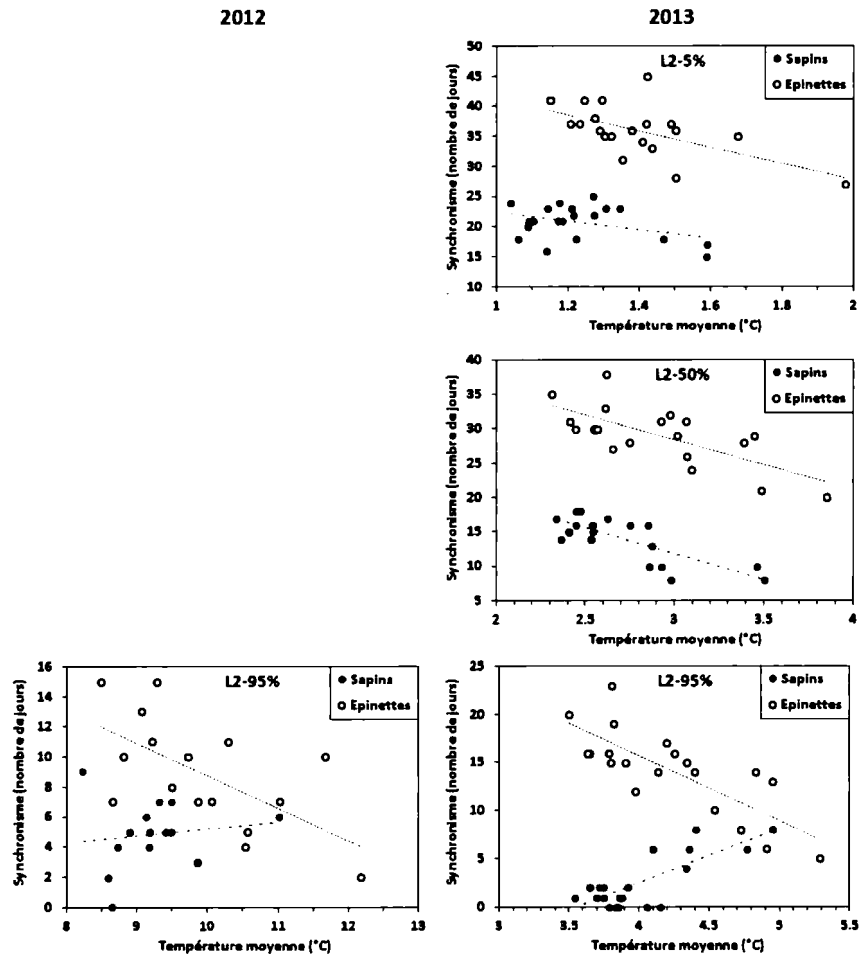 2012
2013
Synchronisme (nombre de jours)
50
45
40
35
30
25
20
15
10
L2-5%
Sapins
Epinettes
1
1.2
1.4
1.6
1.8
2
Température moyenne (°C)
Synchronisme (nombre de jours)
40
35
30
25
20
15
10
5
L2-50%
Sapins
Epinettes
2
2.5
3
3.5
4
Température moyenne (°C)
Synchronisme (nombre de jours)
16
14
12
10
8
6
4
2
0
L2-95%
Sapins
Epinettes
8
9
10
11
12
13
Température moyenne (°C)
Synchronisme (nombre de jours)
25
20
15
10
5
0
L2-95%
Sapins
Epinettes
3
3.5
4
4.5
5
5.5
Température moyenne (°C)